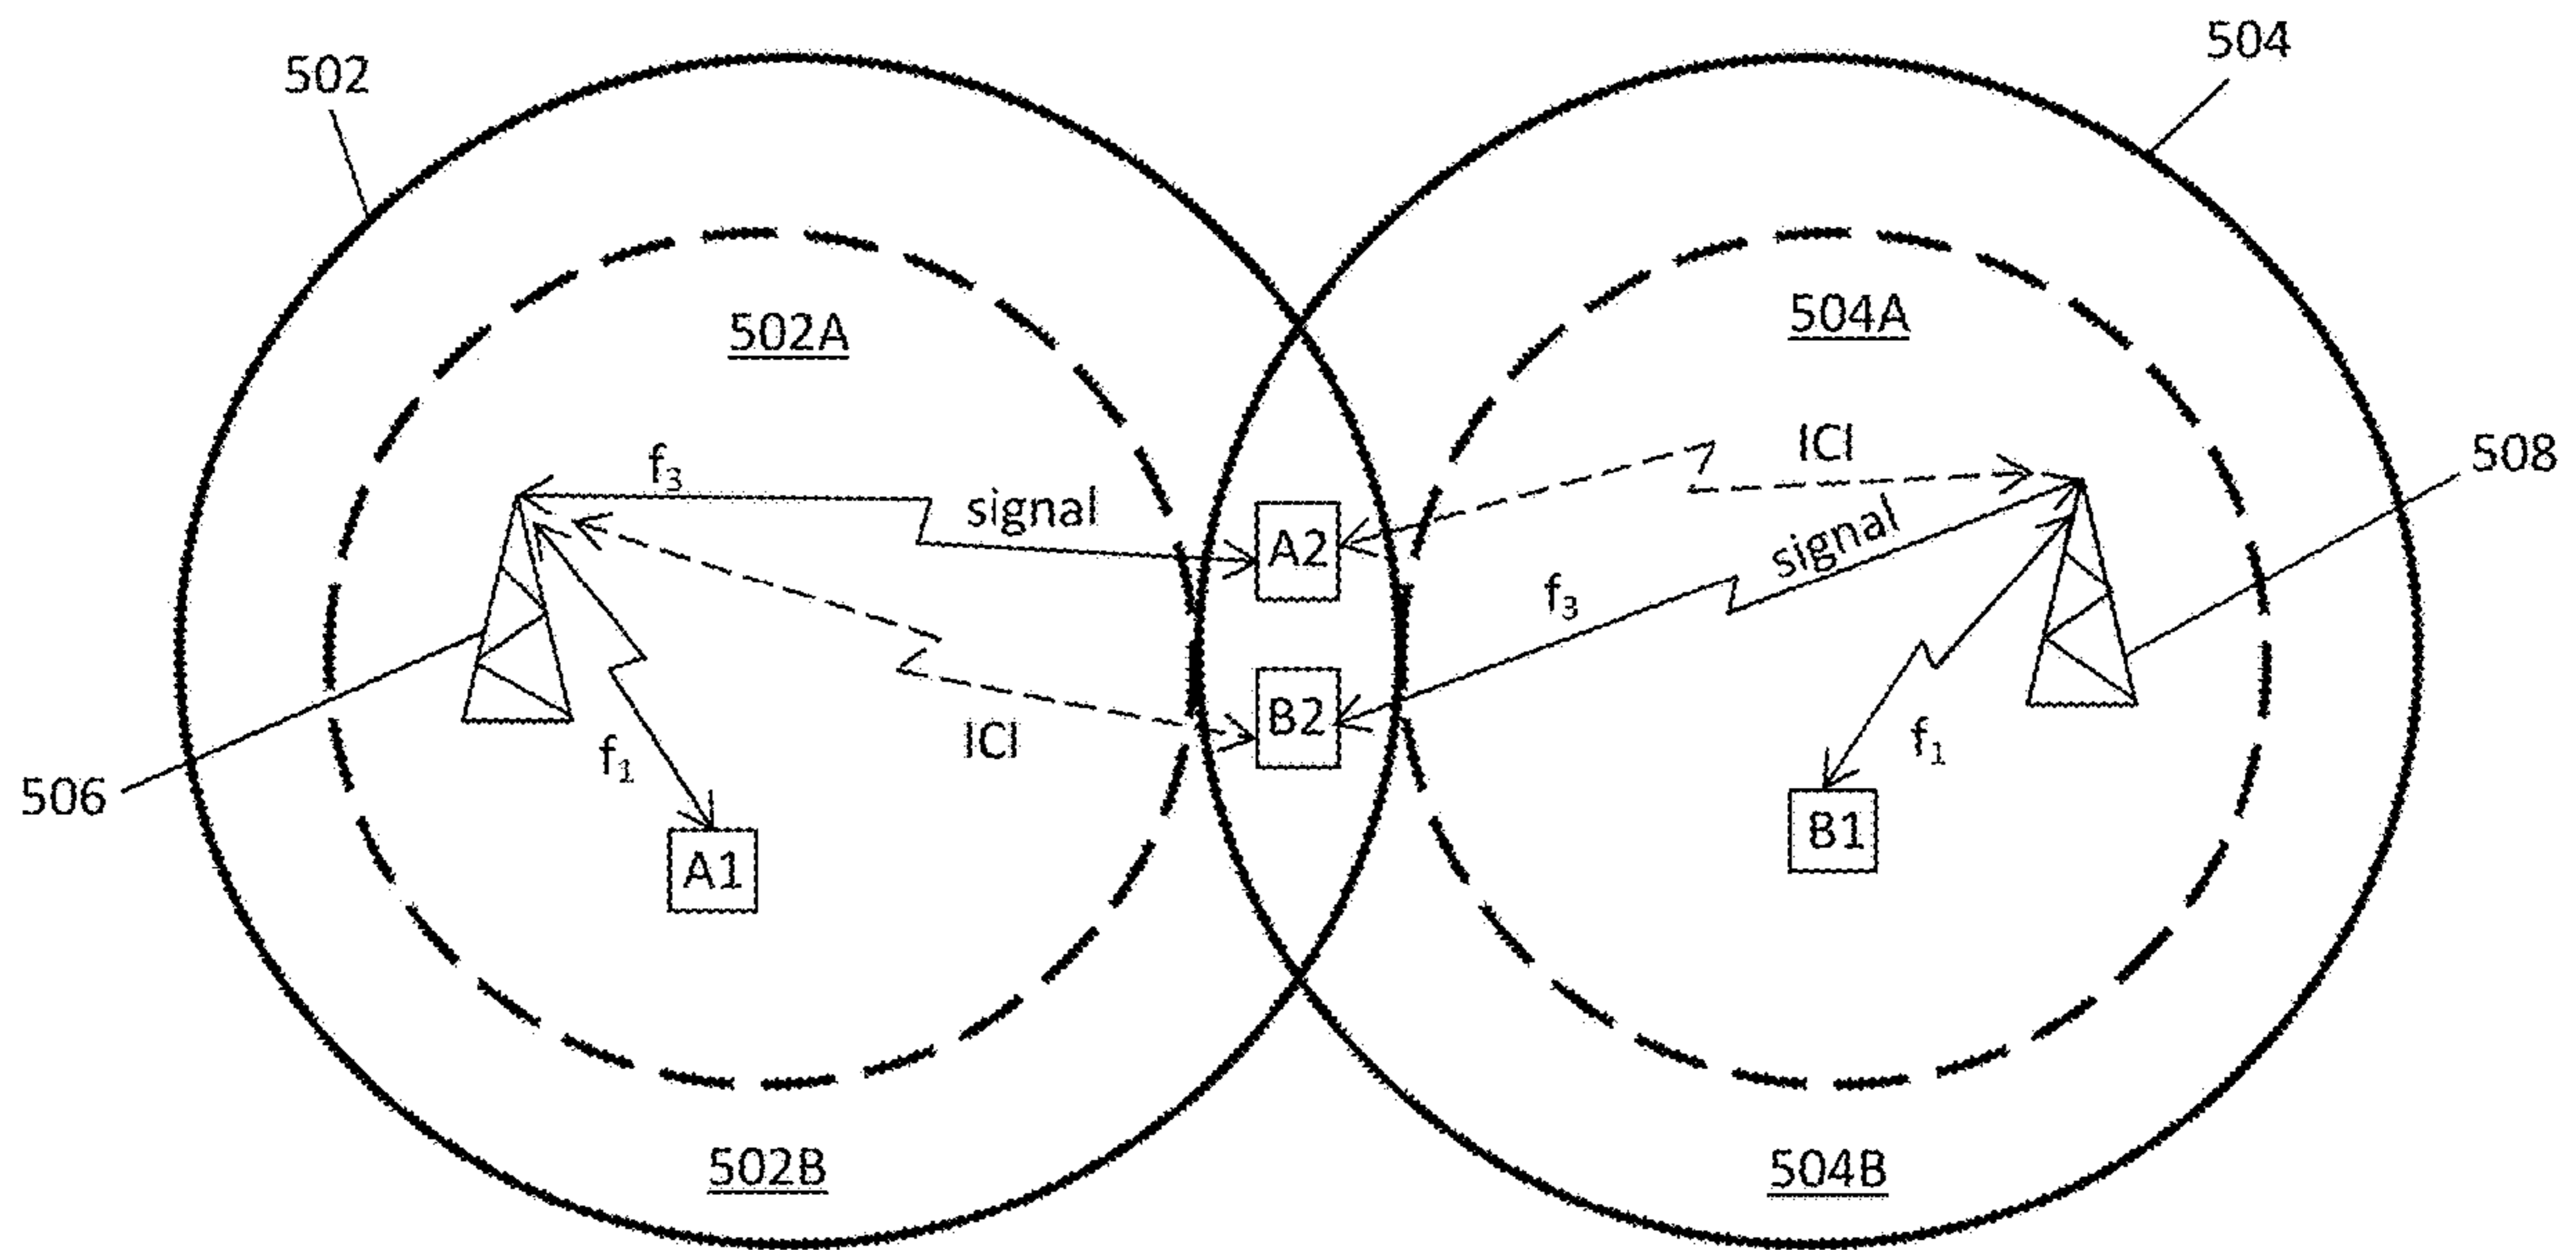 504
502
504A
502A
ICI
508
f₃
signal
signal
A2
f₃
B2
ICI
f₁
f₁
506
B1
A1
502B
504B